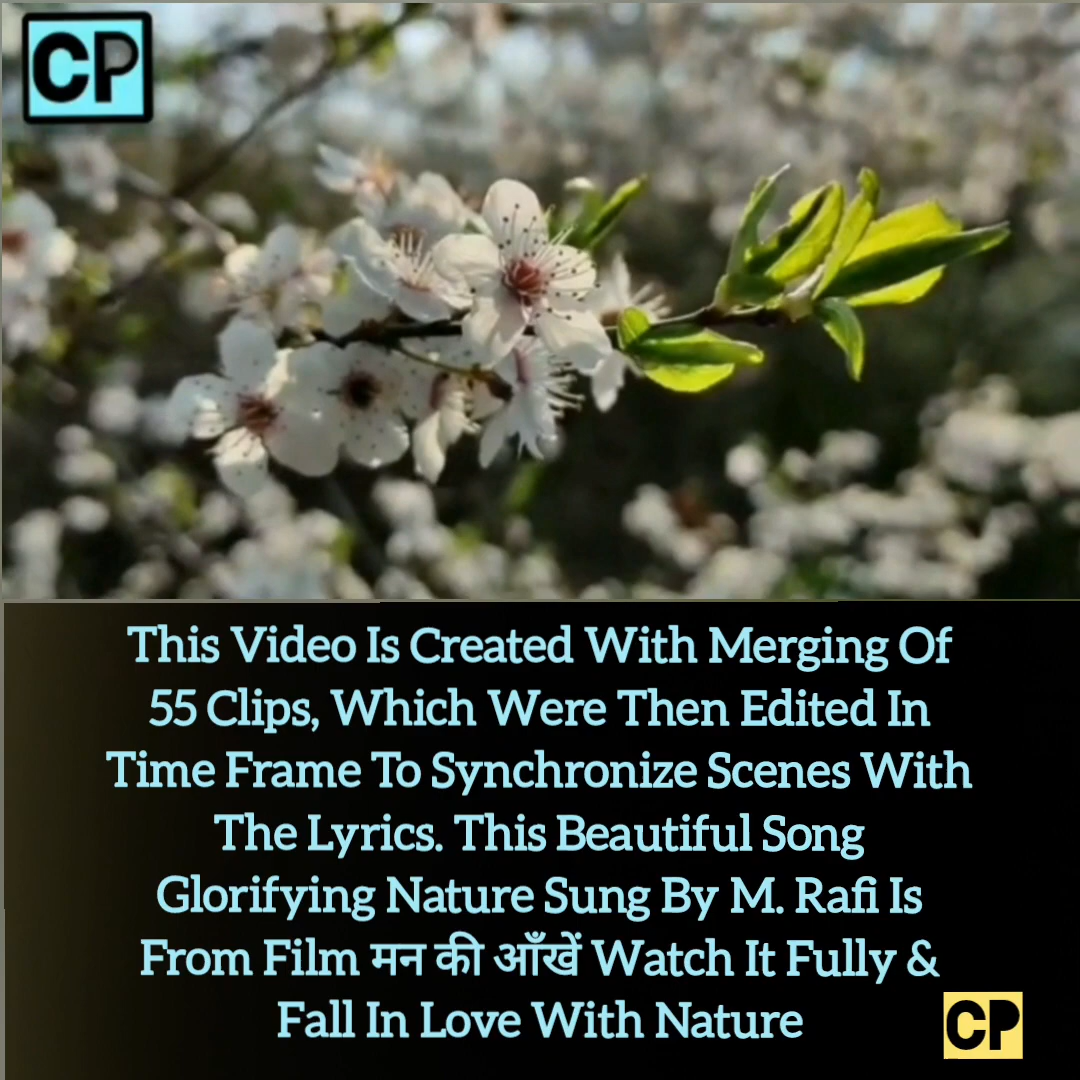 CP
This Video Is Created With Merging Of
55 Clips, Which Were Then Edited In
Time Frame To Synchronize Scenes With
The Lyrics. This Beautiful Song
Glorifying Nature Sung By M. Rafi Is
From Film मन की आँखें Watch It Fully &
Fall In Love With Nature
CP